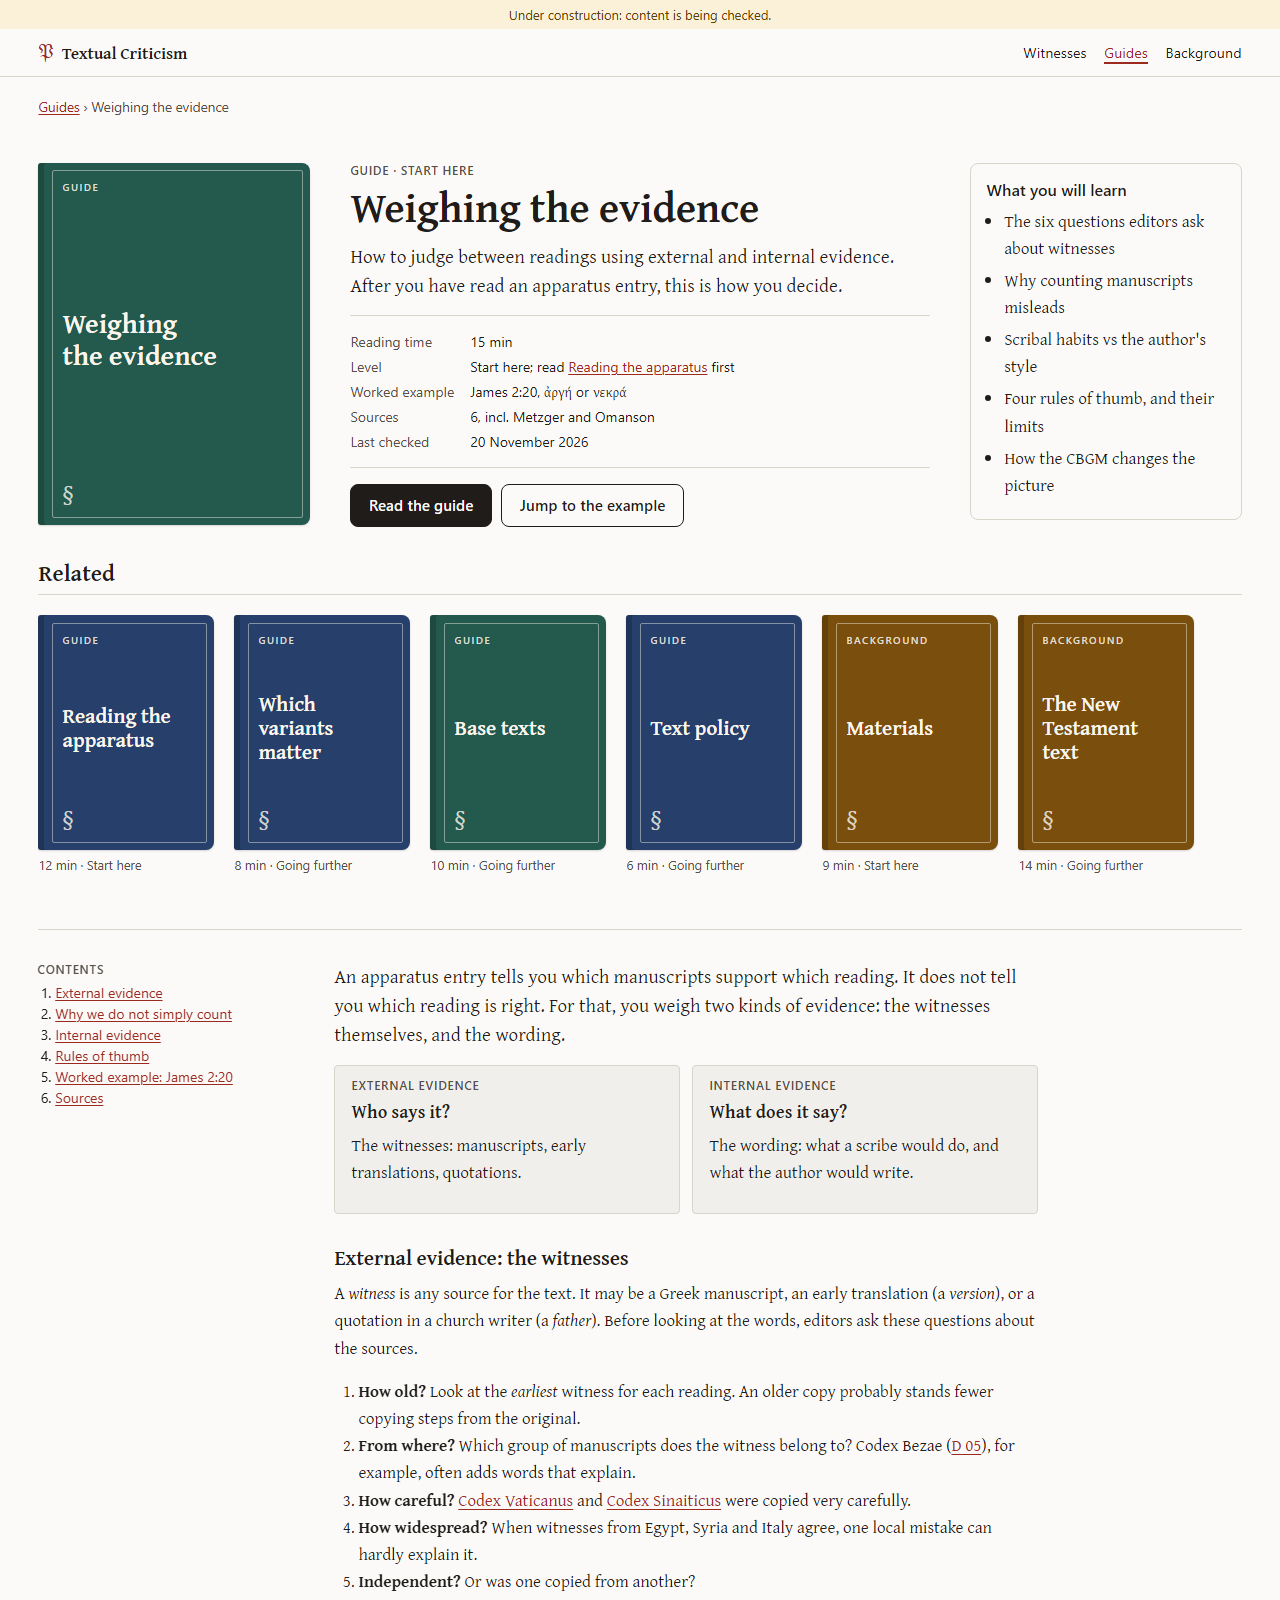 Under construction: content is being checked.
𝔓 Textual Criticism
Witnesses Guides Background
Guides › Weighing the evidence
GUIDE
Weighing
the evidence
§
GUIDE · START HERE
Weighing the evidence
How to judge between readings using external and internal evidence.
After you have read an apparatus entry, this is how you decide.
Reading time 15 min
Level Start here; read Reading the apparatus first
Worked example James 2:20, ἀργή or νεκρά
Sources 6, incl. Metzger and Omanson
Last checked 20 November 2026
Read the guide
Jump to the example
What you will learn
• The six questions editors ask
about witnesses
• Why counting manuscripts
misleads
• Scribal habits vs the author's
style
• Four rules of thumb, and their
limits
• How the CBGM changes the
picture
Related
GUIDE
Reading the
apparatus
§
12 min · Start here
GUIDE
Which
variants
matter
§
8 min · Going further
GUIDE
Base texts
§
10 min · Going further
GUIDE
Text policy
§
6 min · Going further
BACKGROUND
Materials
§
9 min · Start here
BACKGROUND
The New
Testament
text
§
14 min · Going further
CONTENTS
1. External evidence
2. Why we do not simply count
3. Internal evidence
4. Rules of thumb
5. Worked example: James 2:20
6. Sources
An apparatus entry tells you which manuscripts support which reading. It does not tell
you which reading is right. For that, you weigh two kinds of evidence: the witnesses
themselves, and the wording.
EXTERNAL EVIDENCE
Who says it?
The witnesses: manuscripts, early
translations, quotations.
INTERNAL EVIDENCE
What does it say?
The wording: what a scribe would do, and
what the author would write.
External evidence: the witnesses
A witness is any source for the text. It may be a Greek manuscript, an early translation (a version), or a
quotation in a church writer (a father). Before looking at the words, editors ask these questions about
the sources.
1. How old? Look at the earliest witness for each reading. An older copy probably stands fewer
copying steps from the original.
2. From where? Which group of manuscripts does the witness belong to? Codex Bezae (D 05), for
example, often adds words that explain.
3. How careful? Codex Vaticanus and Codex Sinaiticus were copied very carefully.
4. How widespread? When witnesses from Egypt, Syria and Italy agree, one local mistake can
hardly explain it.
5. Independent? Or was one copied from another?